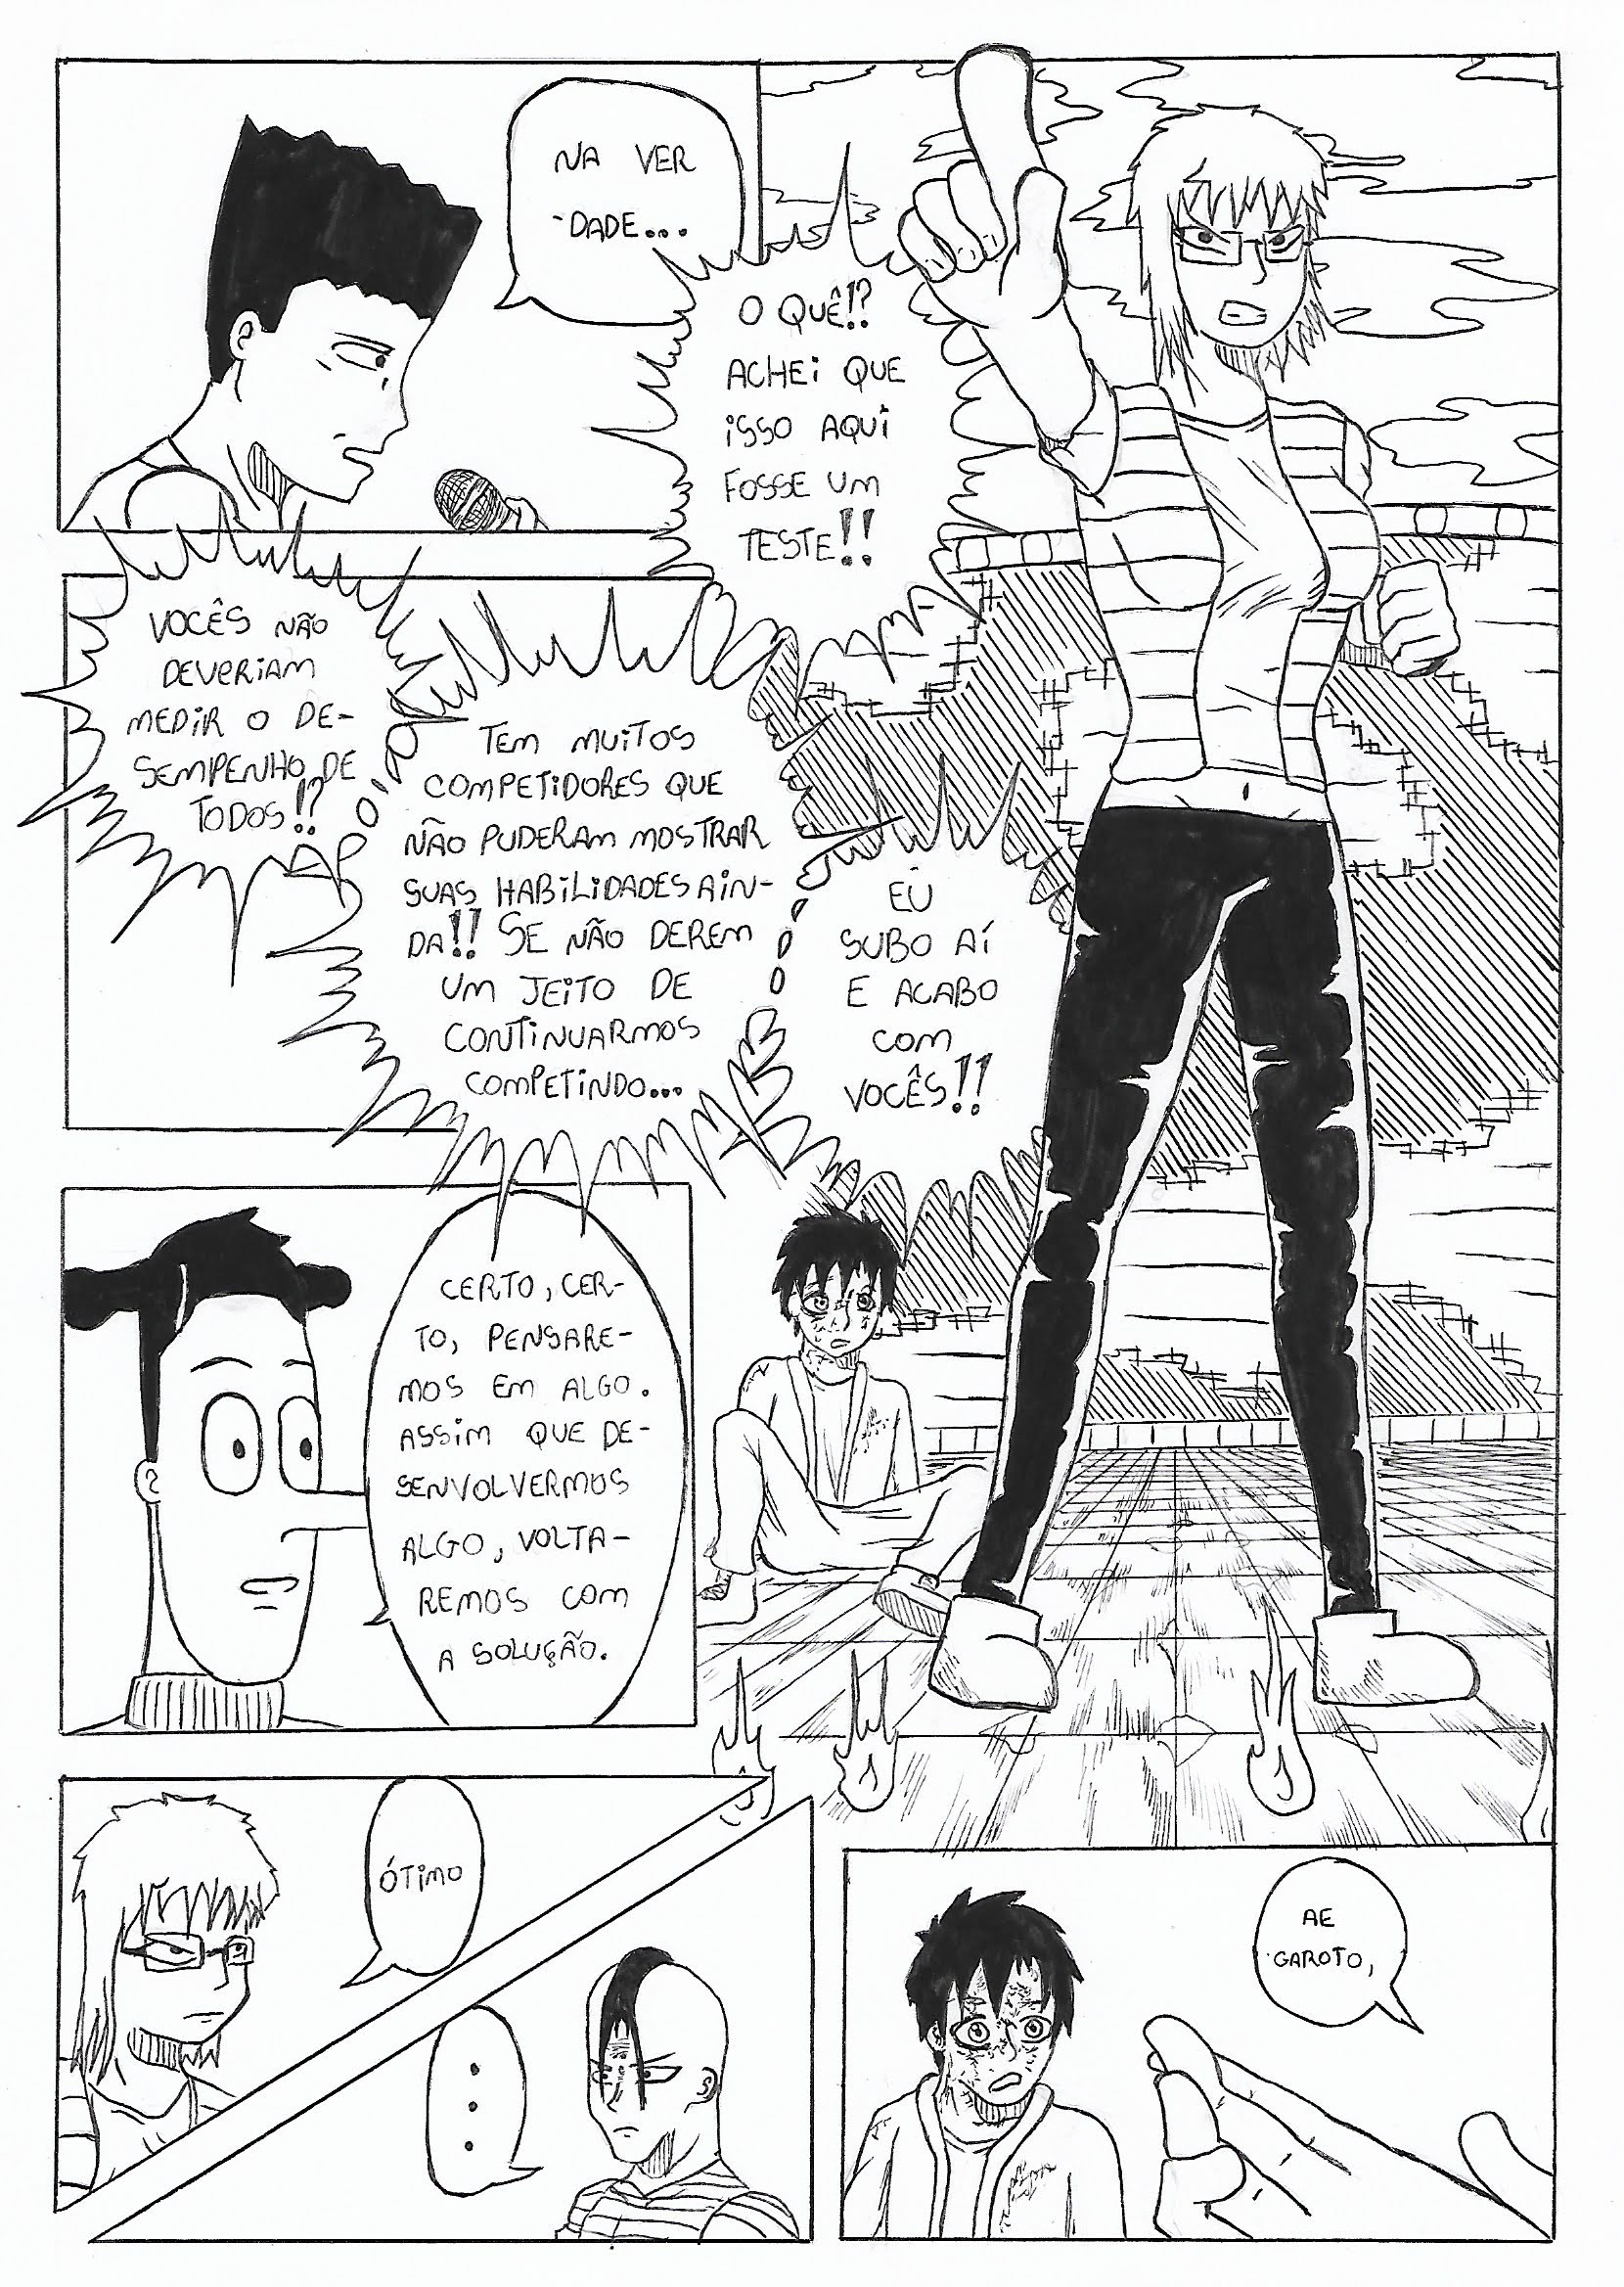 NA VER
-DADE...
O QUÊ!?
ACHEI QUE
ISSO AQUI
FOSSE UM
TESTE!!
VOCÊS NÃO
DEVERIAM
MEDIR O DE-
SEMPENHO DE
TODOS!?
TEM MUITOS
COMPETIDORES QUE
NÃO PUDERAM MOSTRAR
SUAS HABILIDADES AIN-
DA!! SE NÃO DEREM
UM JEITO DE
CONTINUARMOS
COMPETINDO...
EU
SUBO AÍ
E ACABO
COM
VOCÊS!!
CERTO, CER-
TO, PENSARE-
MOS EM ALGO.
ASSIM QUE DE-
SENVOLVERMOS
ALGO, VOLTA-
REMOS COM
A SOLUÇÃO.
ÓTIMO
...
AE
GAROTO,